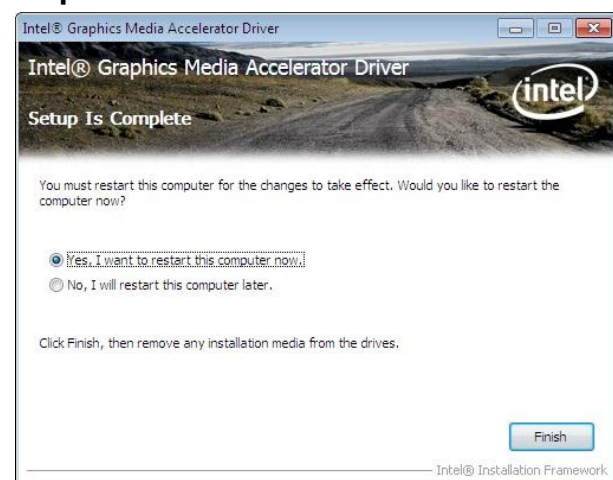 Intel® Graphics Media Accelerator Driver
Intel® Graphics Media Accelerator Driver
intel
Setup Is Complete
You must restart this computer for the changes to take effect. Would you like to restart the
computer now?
Yes, I want to restart this computer now.
No, I will restart this computer later.
Click Finish, then remove any installation media from the drives.
Finish
Intel® Installation Framework